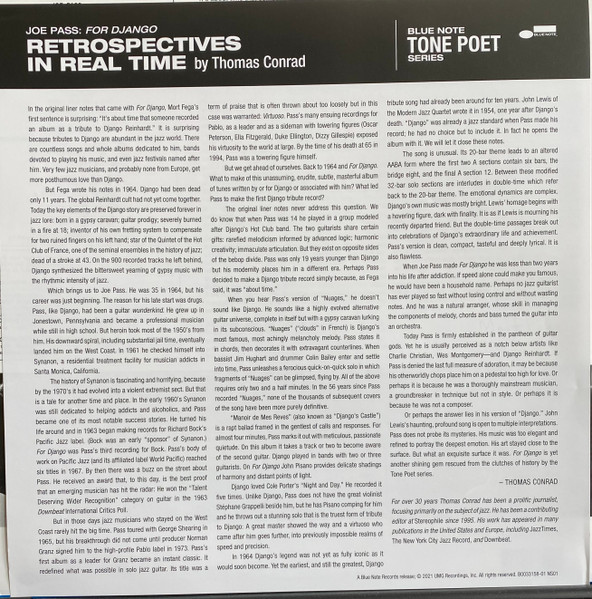 JOE PASS: FOR DJANGO
RETROSPECTIVES
IN REAL TIME by Thomas Conrad
BLUE NOTE
TONE POET
SERIES
BLUE NOTE
In the original liner notes that came with For Django, Mort Fega's
first sentence is surprising: "It's about time that someone recorded
an album as a tribute to Django Reinhardt." It is surprising
because tributes to Django are abundant in the jazz world. There
are countless songs and whole albums dedicated to him, bands
devoted to playing his music, and even jazz festivals named after
him. Very few jazz musicians, and probably none from Europe, get
more posthumous love than Django.
But Fega wrote his notes in 1964. Django had been dead
only 11 years. The global Reinhardt cult had not yet come together.
Today the key elements of the Django story are preserved forever in
jazz lore: born in a gypsy caravan; guitar prodigy; severely burned
in a fire at 18; inventor of his own fretting system to compensate
for two ruined fingers on his left hand; star of the Quintet of the Hot
Club of France, one of the seminal ensembles in the history of jazz;
dead of a stroke at 43. On the 900 recorded tracks he left behind,
Django synthesized the bittersweet yearning of gypsy music with
the rhythmic intensity of jazz.
Which brings us to Joe Pass. He was 35 in 1964, but his
career was just beginning. The reason for his late start was drugs.
Pass, like Django, had been a guitar wunderkind. He grew up in
Johnstown, Pennsylvania and became a professional musician
while still in high school. But heroin took most of the 1950's from
him. His downward spiral, including substantial jail time, eventually
landed him on the West Coast. In 1961 he checked himself into
Synanon, a residential treatment facility for musician addicts in
Santa Monica, California.
The history of Synanon is fascinating and horrifying, because
by the 1970's it had evolved into a violent extremist sect. But that
is a tale for another time and place. In the early 1960's Synanon
was still dedicated to helping addicts and alcoholics, and Pass
became one of its most notable success stories. He turned his
life around and in 1963 began making records for Richard Bock's
Pacific Jazz label. (Bock was an early "sponsor" of Synanon.)
For Django was Pass's third recording for Bock. Pass's body of
work on Pacific Jazz (and its affiliated label World Pacific) reached
six titles in 1967. By then there was a buzz on the street about
Pass. He received an award that, to this day, is the best proof
that an emerging musician has hit the radar: He won the "Talent
Deserving Wider Recognition" category on guitar in the 1963
Downbeat International Critics Poll.
But in those days jazz musicians who stayed on the West
Coast rarely hit the big time. Pass toured with George Shearing in
1965, but his breakthrough did not come until producer Norman
Granz signed him to the high-profile Pablo label in 1973. Pass's
first album as a leader for Granz became an instant classic. It
redefined what was possible in solo jazz guitar. Its title was a
term of praise that is often thrown about too loosely but in this
case was warranted: Virtuoso. Pass's many ensuing recordings for
Pablo, as a leader and as a sideman with towering figures (Oscar
Peterson, Ella Fitzgerald, Duke Ellington, Dizzy Gillespie) exposed
his virtuosity to the world at large. By the time of his death at 65 in
1994, Pass was a towering figure himself.
But we get ahead of ourselves. Back to 1964 and For Django.
What to make of this unassuming, erudite, subtle, masterful album
of tunes written by or for Django or associated with him? What led
Pass to make the first Django tribute record?
The original liner notes never address this question. We
do know that when Pass was 14 he played in a group modeled
after Django's Hot Club Band. The two guitarists share certain
gifts: rarefied melodicism informed by advanced logic; harmonic
creativity; immaculate articulation. But they exist on opposite sides
of the bebop divide. Pass was only 19 years younger than Django
but his modernity places him in a different era. Perhaps Pass
decided to make a Django tribute record simply because, as Fega
said, it was "about time."
When you hear Pass's version of "Nuages," he doesn't
sound like Django. He sounds like a highly evolved alternative
guitar universe, complete in itself but with a gypsy caravan lurking
in its subconscious. "Nuages" ("clouds" in French) is Django's
most famous, most achingly melancholy melody. Pass states it
in chords, then decorates it with extravagant counterlines. When
bassist Jim Hughart and drummer Colin Bailey enter and settle
into time, Pass unleashes a ferocious quick-on-quick solo in which
fragments of "Nuages" can be glimpsed, flying by. All of the above
requires only two and a half minutes. In the 56 years since Pass
recorded "Nuages," none of the thousands of subsequent covers
of the song have been more purely definitive.
"Manoir de Mes Reves" (also known as "Django's Castle")
is a rapt ballad framed in the gentlest of calls and responses. For
almost four minutes, Pass marks it out with meticulous, passionate
quietude. On this album it takes a track or two to become aware
of the second guitar. Django played in bands with two or three
guitarists. On For Django John Pisano provides delicate shadings
of harmony and distant points of light.
Django loved Cole Porter's "Night and Day." He recorded it
five times. Unlike Django, Pass does not have the great violinist
Stéphane Grappelli beside him, but he has Pisano comping for him
and he throws out a stunning solo that is the truest form of tribute
to Django: A great master showed the way and a virtuoso who
came after him goes further, into previously impossible realms of
speed and precision.
In 1964 Django's legend was not yet as fully iconic as it
would soon become. Yet the earliest, and still the greatest, Django
tribute song had already been around for ten years. John Lewis of
the Modern Jazz Quartet wrote it in 1954, one year after Django's
death. "Django" was already a jazz standard when Pass made his
record; he had no choice but to include it. In fact he opens the
album with it. We will let it close these notes.
The song is unusual. Its 20-bar theme leads to an altered
AABA form where the first two A sections contain six bars, the
bridge eight, and the final A section 12. Between these modified
32-bar solo sections are interludes in double-time which refer
back to the 20-bar theme. The emotional dynamics are complex.
Django's own music was mostly bright. Lewis' homage begins with
a hovering figure, dark with finality. It is as if Lewis is mourning his
recently departed friend. But the double-time passages break out
into celebrations of Django's extraordinary life and achievement.
Pass's version is clean, compact, tasteful and deeply lyrical. It is
also flawless.
When Joe Pass made For Django he was less than two years
into his life after addiction. If speed alone could make you famous,
he would have been a household name. Perhaps no jazz guitarist
has ever played so fast without losing control and without wasting
notes. And he was a natural arranger, whose skill in managing
the components of melody, chords and bass turned the guitar into
an orchestra.
Today Pass is firmly established in the pantheon of guitar
gods. Yet he is usually perceived as a notch below artists like
Charlie Christian, Wes Montgomery—and Django Reinhardt. If
Pass is denied the last full measure of adoration, it may be because
his otherworldly chops place him on a pedestal too high for love. Or
perhaps it is because he was a thoroughly mainstream musician,
a groundbreaker in technique but not in style. Or perhaps it is
because he was not a composer.
Or perhaps the answer lies in his version of "Django." John
Lewis's haunting, profound song is open to multiple interpretations.
Pass does not probe its mysteries. His music was too elegant and
refined to portray the deepest emotion. His art stayed close to the
surface. But what an exquisite surface it was. For Django is yet
another shining gem rescued from the clutches of history by the
Tone Poet series.
– THOMAS CONRAD
For over 30 years Thomas Conrad has been a prolific journalist,
focusing primarily on the subject of jazz. He has been a contributing
editor at Stereophile since 1995. His work has appeared in many
publications in the United States and Europe, including JazzTimes,
The New York City Jazz Record, and Downbeat.
A Blue Note Records release; © 2021 UMG Recordings, Inc. All rights reserved. B0033158-01 NS01